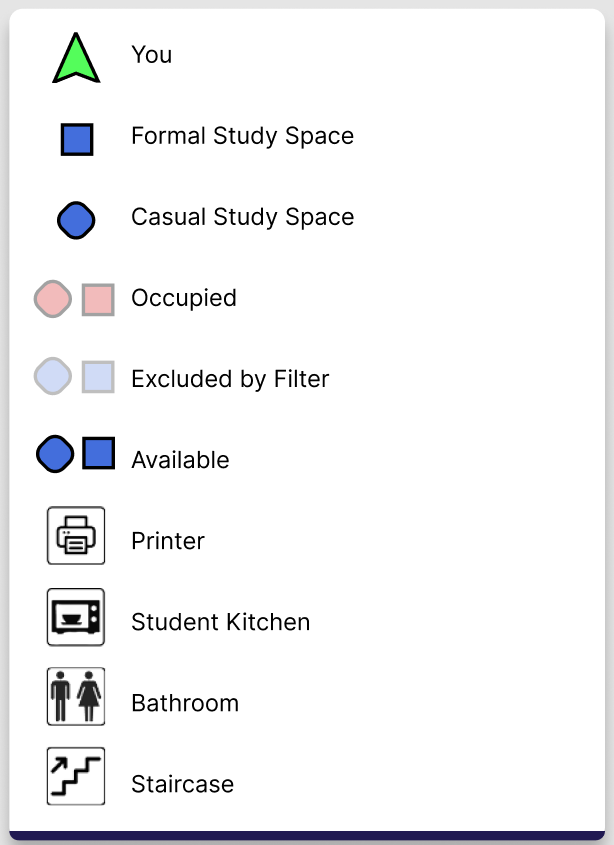 You
Formal Study Space
Casual Study Space
Occupied
Excluded by Filter
Available
Printer
Student Kitchen
Bathroom
Staircase